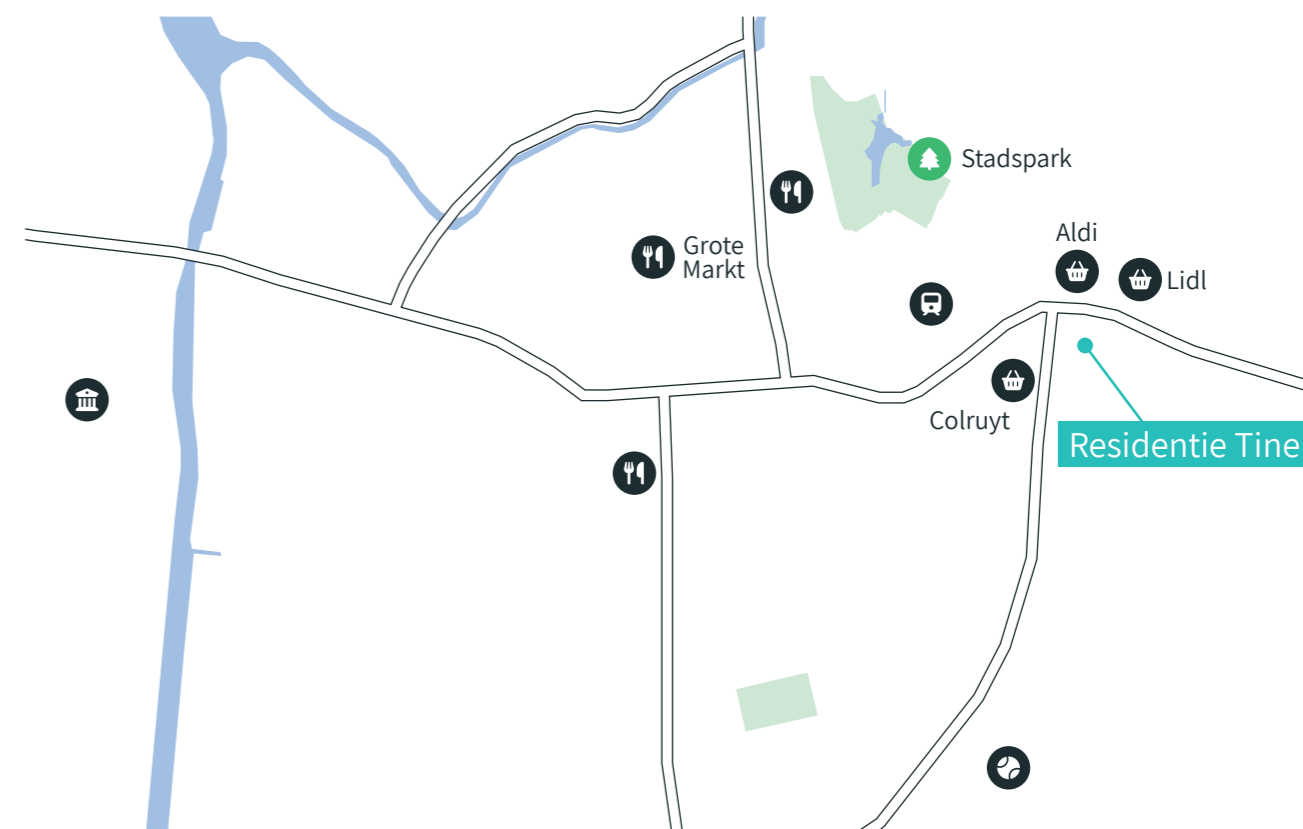 Stadspark
Aldi
Grote
Markt
Lidl
Colruyt
Residentie Tine